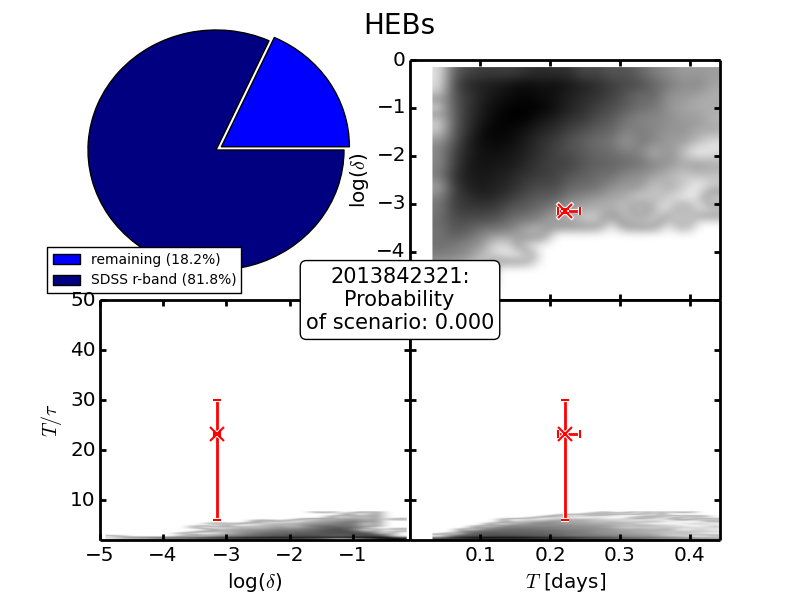 HEBs
remaining (18.2%)
SDSS r-band (81.8%)
0
−1
−2
−3
−4
log(δ)
2013842321:
Probability
of scenario: 0.000
50
40
30
20
10
T/τ
−5 −4 −3 −2 −1
log(δ)
0.1 0.2 0.3 0.4
T [days]